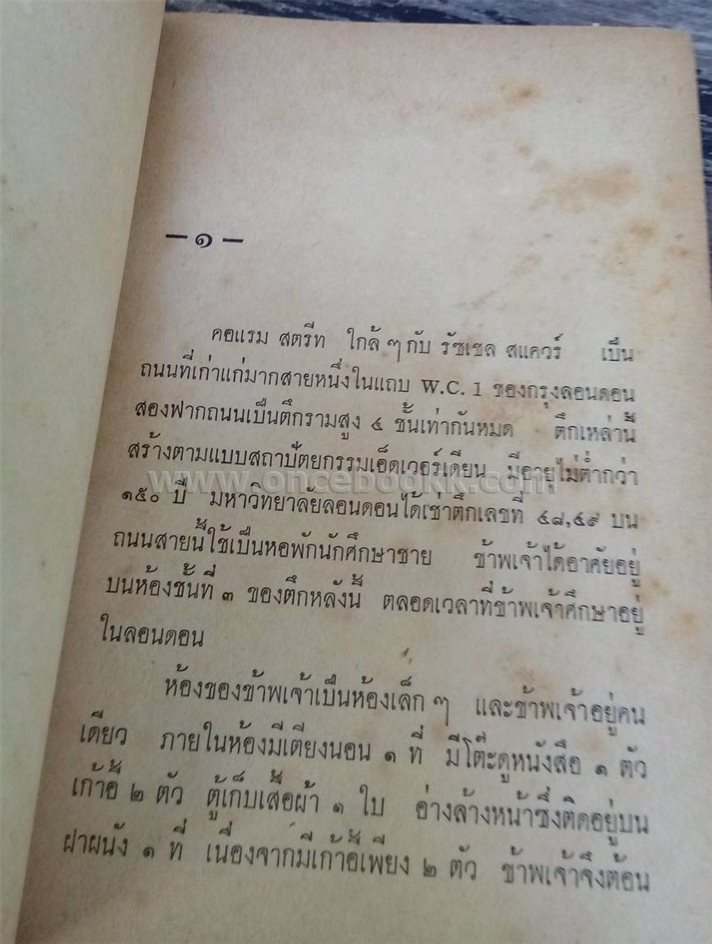 — ๑ —
คอแรม สตรีท ใกล้ ๆ กับ รัซเซล สแควร์ เป็น
ถนนที่เก่าแก่มากสายหนึ่งในแถบ W.C. 1 ของกรุงลอนดอน
สองฟากถนนเป็นตึกรามสูง ๔ ชั้นเท่ากันหมด ตึกเหล่านี้
สร้างตามแบบสถาปัตยกรรมเอ็ดเวอร์เดียน มีอายุไม่ต่ำกว่า
www.oncebookk.com
๑๕๐ ปี มหาวิทยาลัยลอนดอนได้เช่าตึกเลขที่ ๔๘,๔๙ บน
ถนนสายนี้ใช้เป็นหอพักนักศึกษาชาย ข้าพเจ้าได้อาศัยอยู่
บนห้องชั้นที่ ๓ ของตึกหลังนี้ ตลอดเวลาที่ข้าพเจ้าศึกษาอยู่
ในลอนดอน
ห้องของข้าพเจ้าเป็นห้องเล็ก ๆ และข้าพเจ้าอยู่คน
เดียว ภายในห้องมีเตียงนอน ๑ ที่ มีโต๊ะดูหนังสือ ๑ ตัว
เก้าอี้ ๒ ตัว ตู้เก็บเสื้อผ้า ๑ ใบ อ่างล้างหน้าซึ่งติดอยู่บน
ฝาผนัง ๑ ที่ เนื่องจากมีเก้าอี้เพียง ๒ ตัว ข้าพเจ้าจึงต้อน